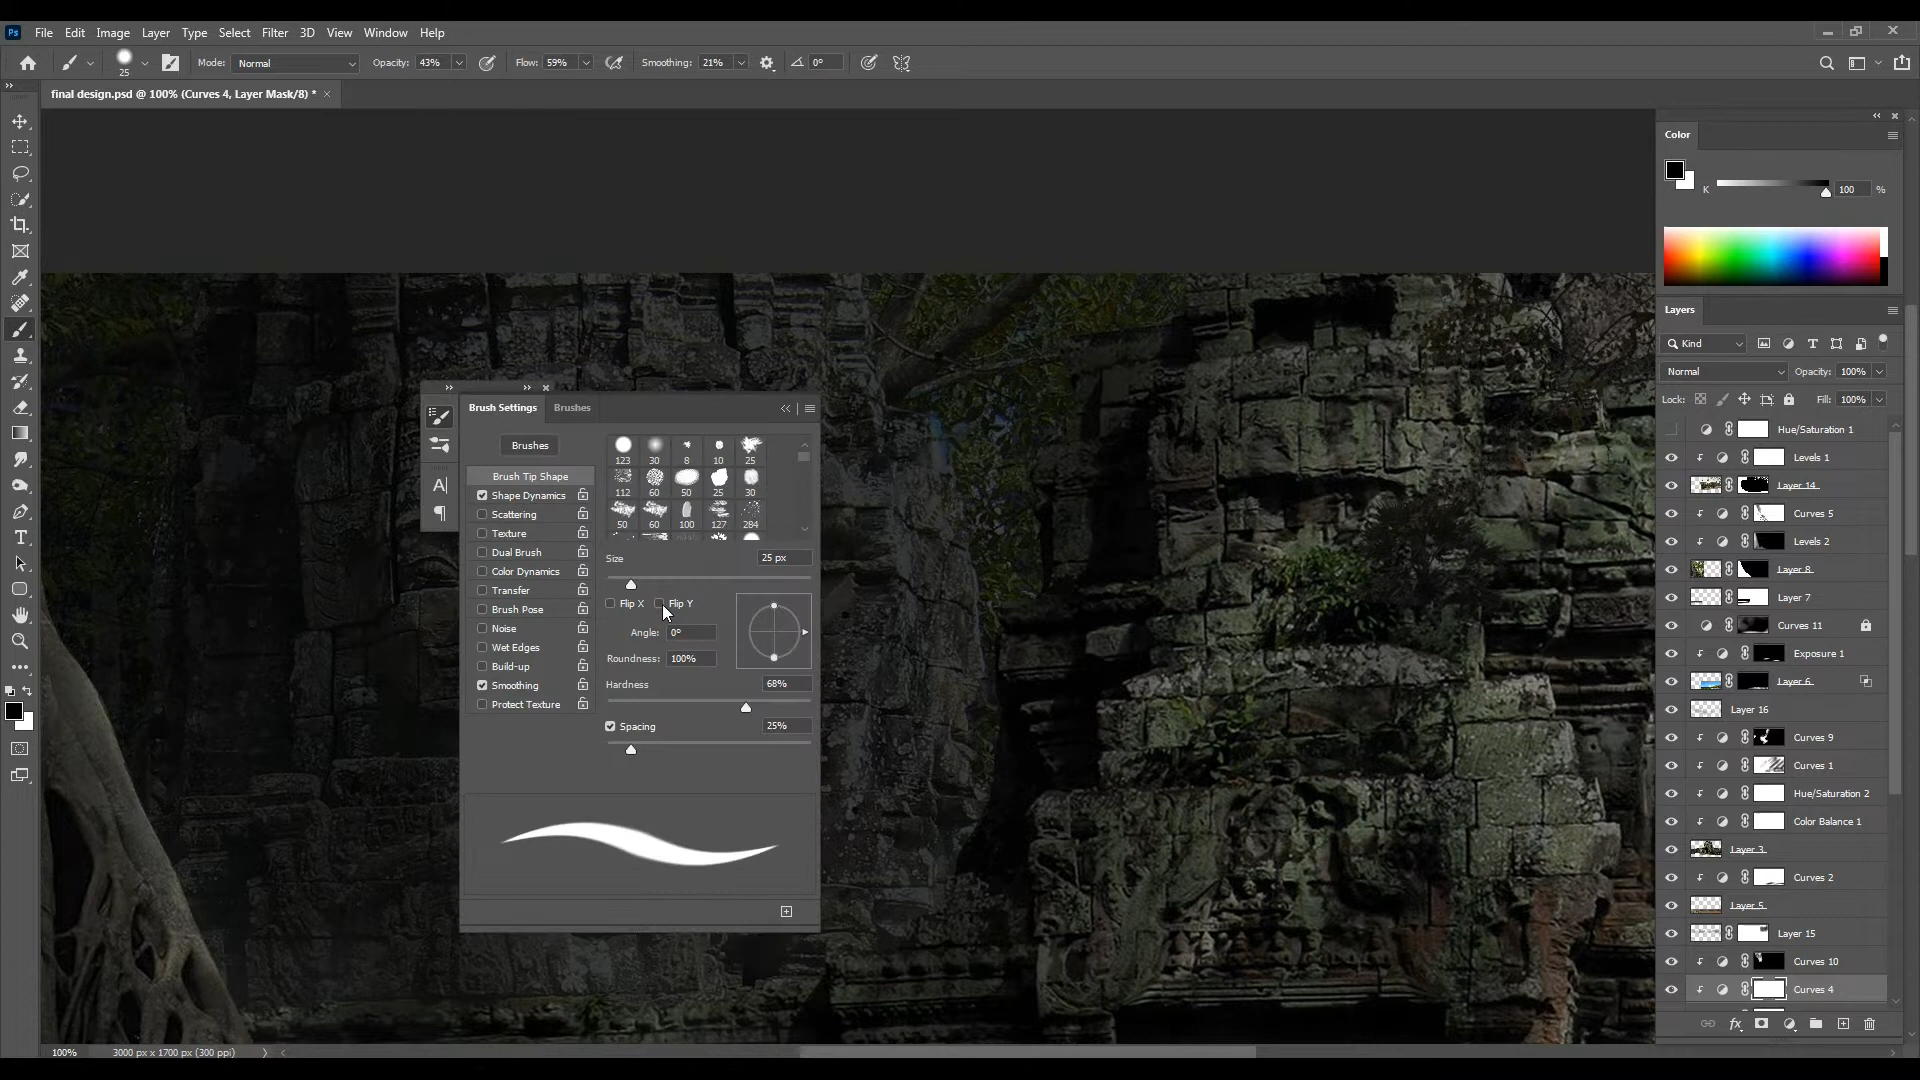 Ps File Edit Image Layer Type Select Filter 3D View Window Help
25 Mode: Normal Opacity: 43% Flow: 59% Smoothing: 21% 0°
final design.psd @ 100% (Curves 4, Layer Mask/8) *
Color
K 100 %
Layers
Kind
Normal Opacity: 100%
Lock: Fill: 100%
Hue/Saturation 1
Levels 1
Layer 14
Curves 5
Levels 2
Layer 8
Layer 7
Curves 11
Exposure 1
Layer 6
Layer 16
Curves 9
Curves 1
Hue/Saturation 2
Color Balance 1
Layer 3
Curves 2
Layer 5
Layer 15
Curves 10
Curves 4
fx
Brush Settings Brushes
Brushes
Brush Tip Shape
Shape Dynamics
Scattering
Texture
Dual Brush
Color Dynamics
Transfer
Brush Pose
Noise
Wet Edges
Build-up
Smoothing
Protect Texture
123 30 8 10 25
112 60 50 25 30
50 60 100 127 284
Size 25 px
Flip X Flip Y
Angle: 0°
Roundness: 100%
Hardness 68%
Spacing 25%
100% 3000 px x 1700 px (300 ppi)